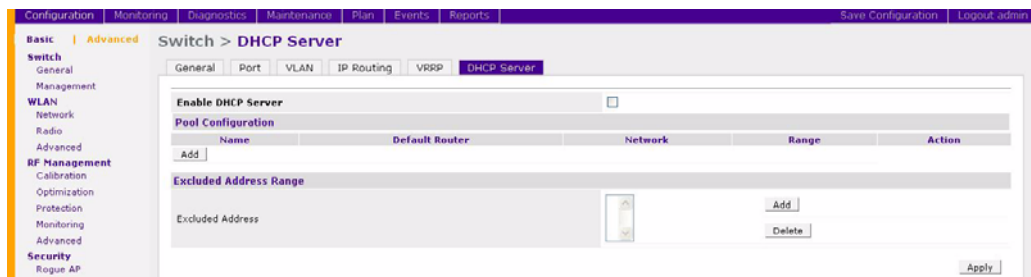 Configuration Monitoring Diagnostics Maintenance Plan Events Reports Save Configuration Logout admin
Basic | Advanced
Switch
General
Management
WLAN
Network
Radio
Advanced
RF Management
Calibration
Optimization
Protection
Monitoring
Advanced
Security
Rogue AP
Switch > DHCP Server
General Port VLAN IP Routing VRRP DHCP Server
Enable DHCP Server
Pool Configuration
Name Default Router Network Range Action
Add
Excluded Address Range
Excluded Address
Add
Delete
Apply